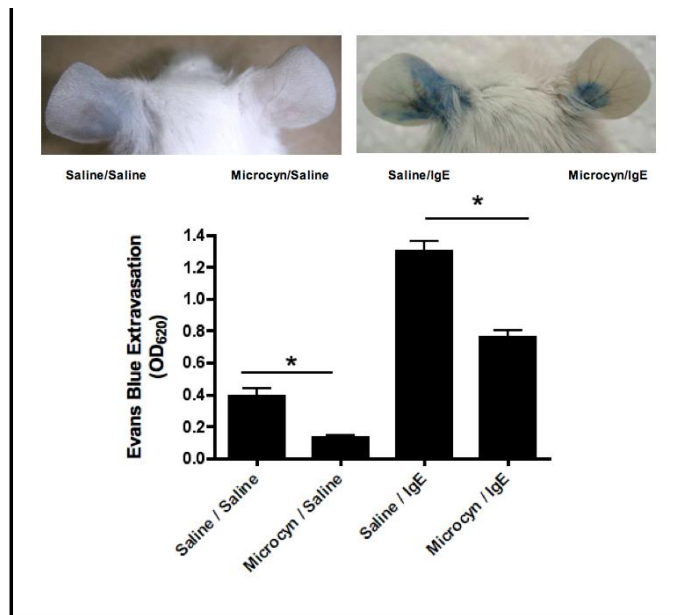 Saline/Saline
Microcyn/Saline
Saline/IgE
Microcyn/IgE
*
Evans Blue Extravasation
(OD620)
1.4
1.2
1.0
0.8
0.6
0.4
0.2
0.0
*
Saline / Saline
Microcyn / Saline
Saline / IgE
Microcyn / IgE